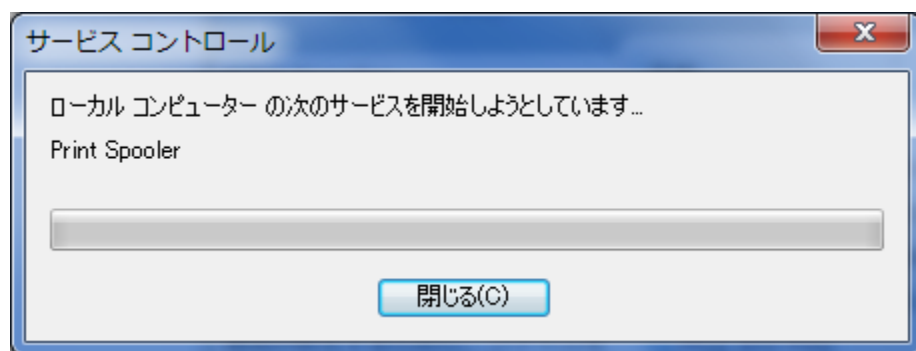 サービス コントロール
ローカル コンピューター の次のサービスを開始しようとしています...
Print Spooler
閉じる(C)